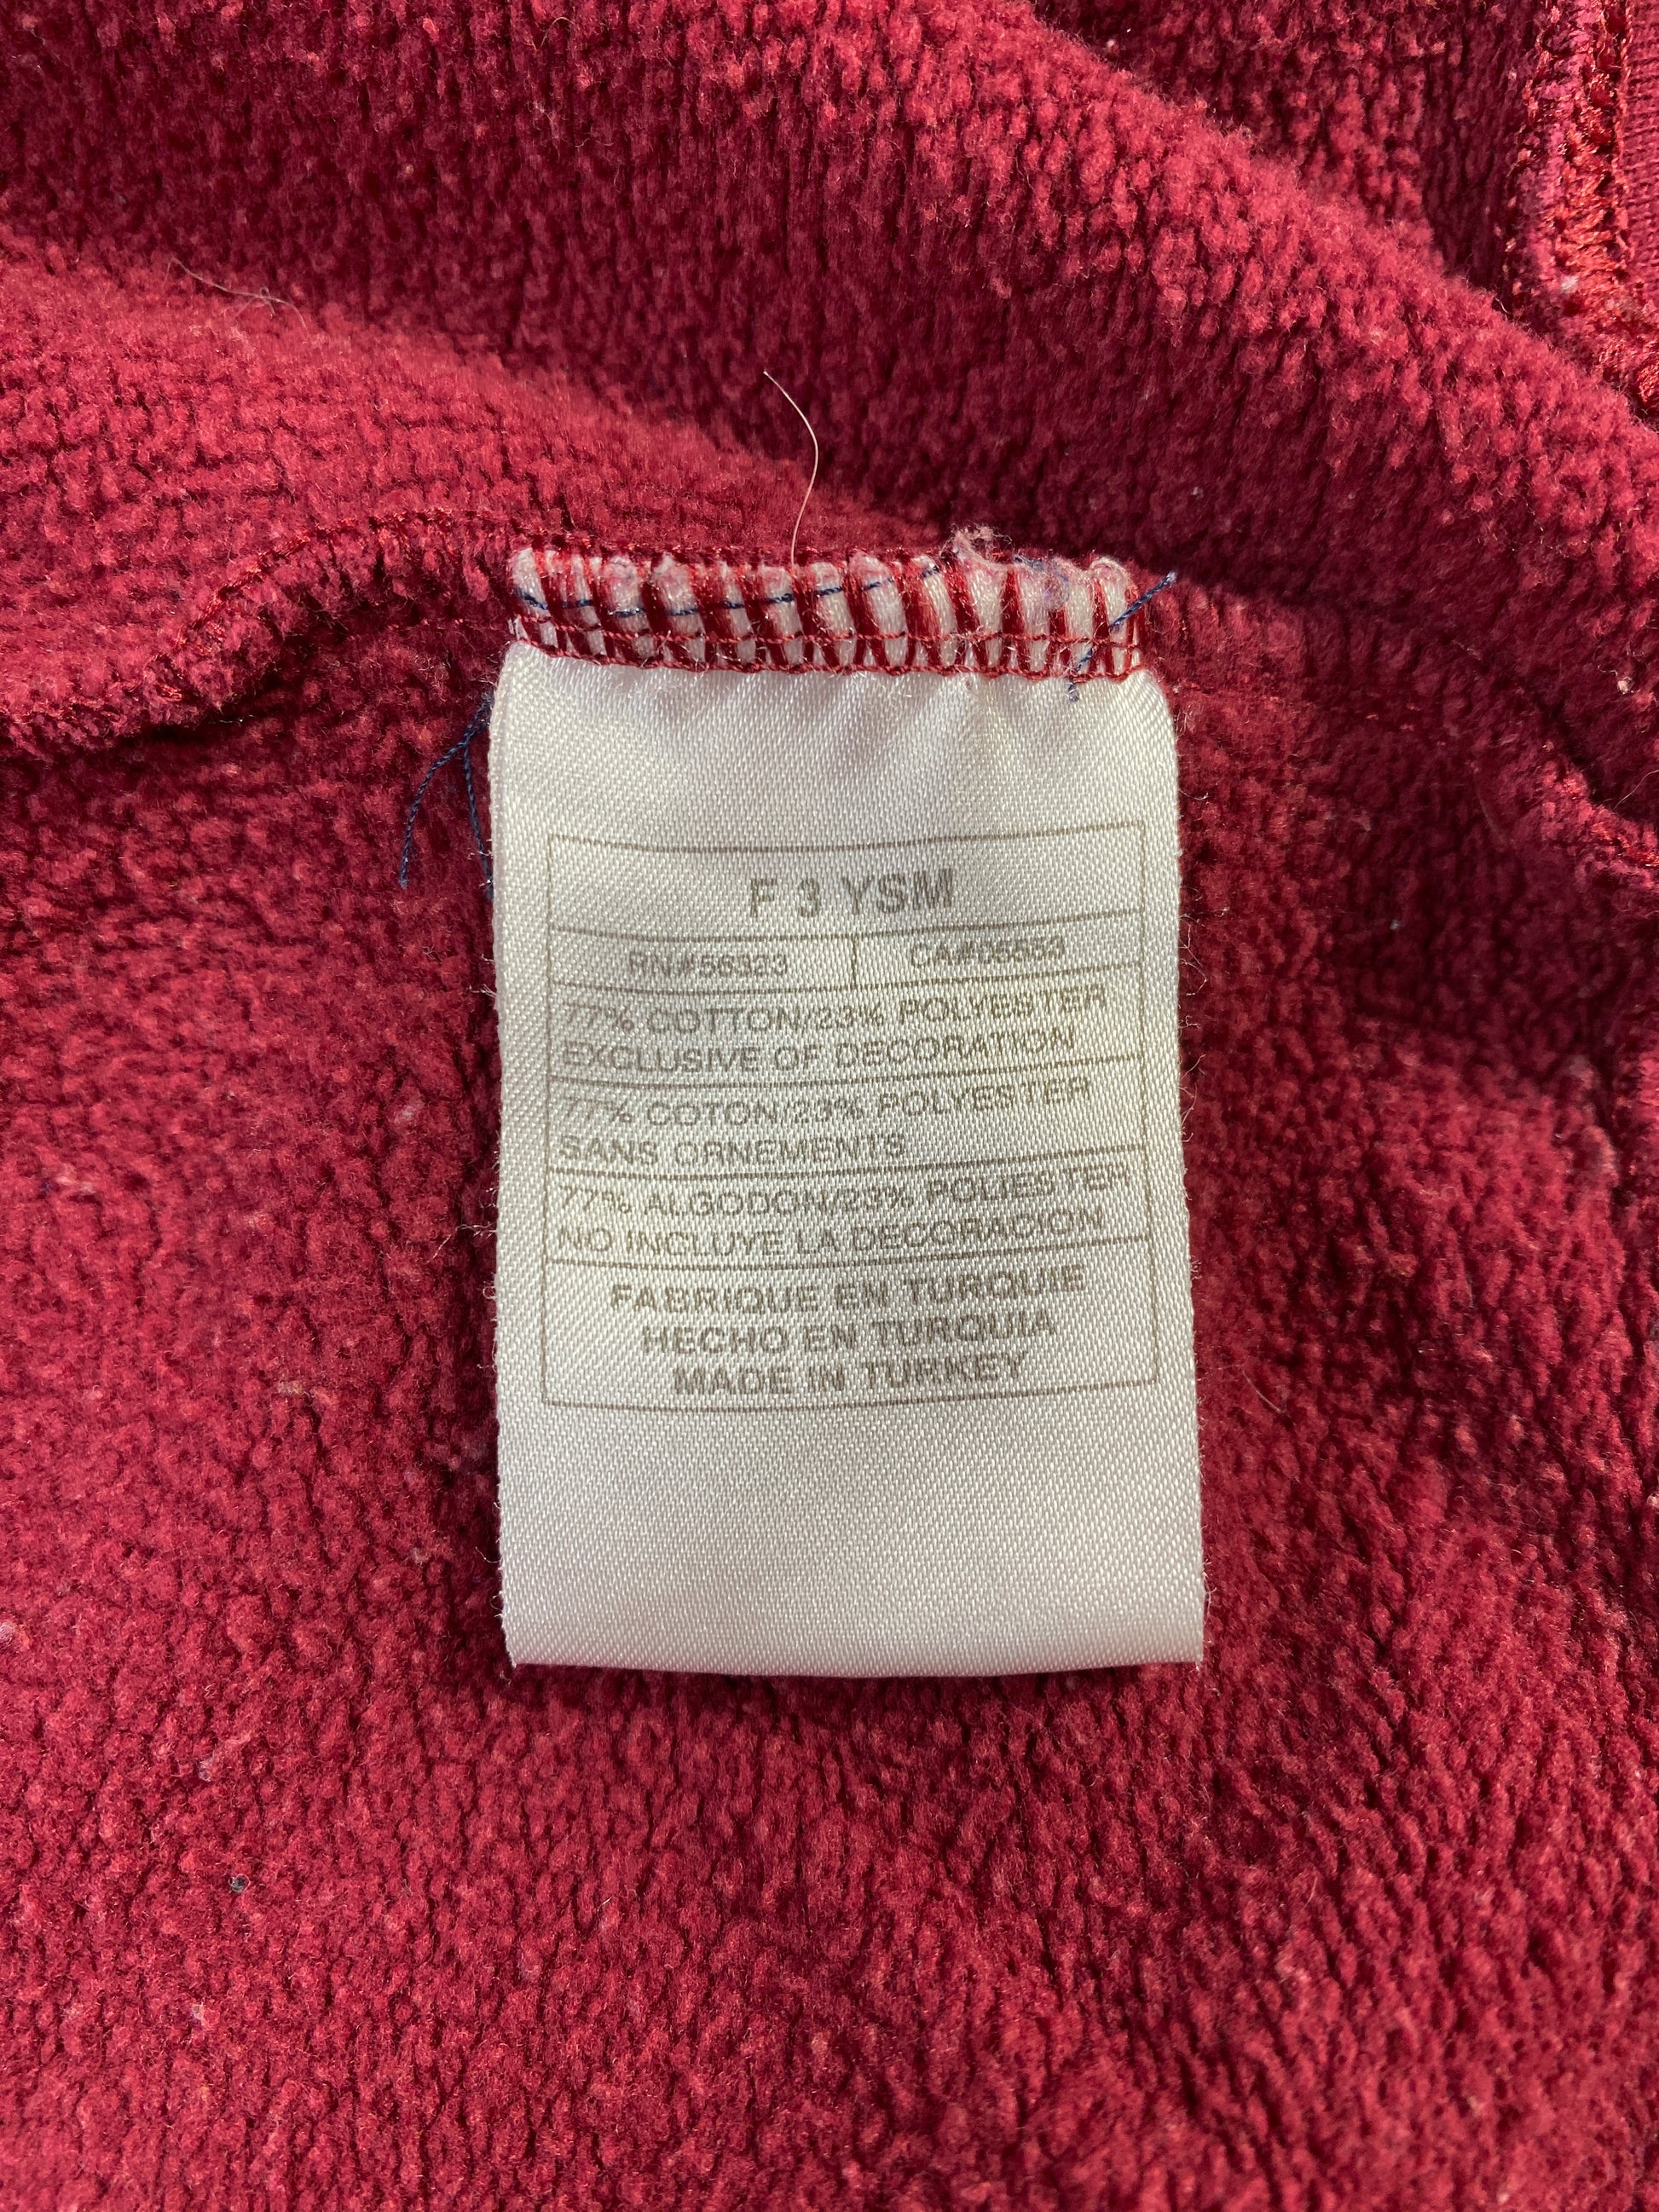 F 3 YSM
RN#56323 CA#05553
77% COTTON/23% POLYESTER
EXCLUSIVE OF DECORATION
77% COTON/23% POLYESTER
SANS ORNEMENTS
77% ALGODON/23% POLIESTER
NO INCLUYE LA DECORACION
FABRIQUE EN TURQUIE
HECHO EN TURQUIA
MADE IN TURKEY